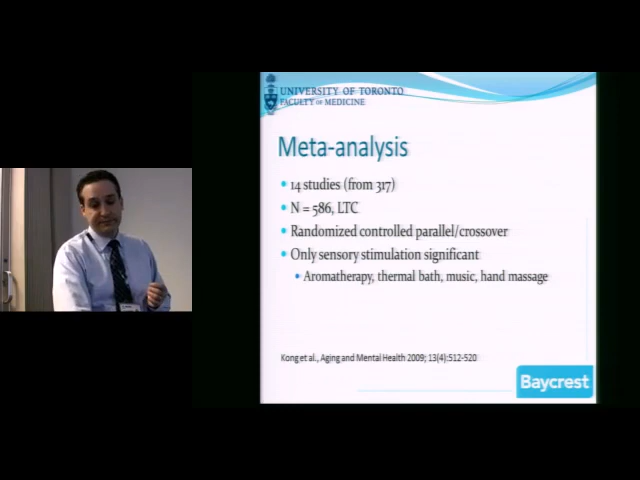 UNIVERSITY OF TORONTO
FACULTY OF MEDICINE
Meta-analysis
• 14 studies (from 317)
• N = 586, LTC
• Randomized controlled parallel/crossover
• Only sensory stimulation significant
• Aromatherapy, thermal bath, music, hand massage
Kong et al., Aging and Mental Health 2009; 13(4):512-520
Baycrest